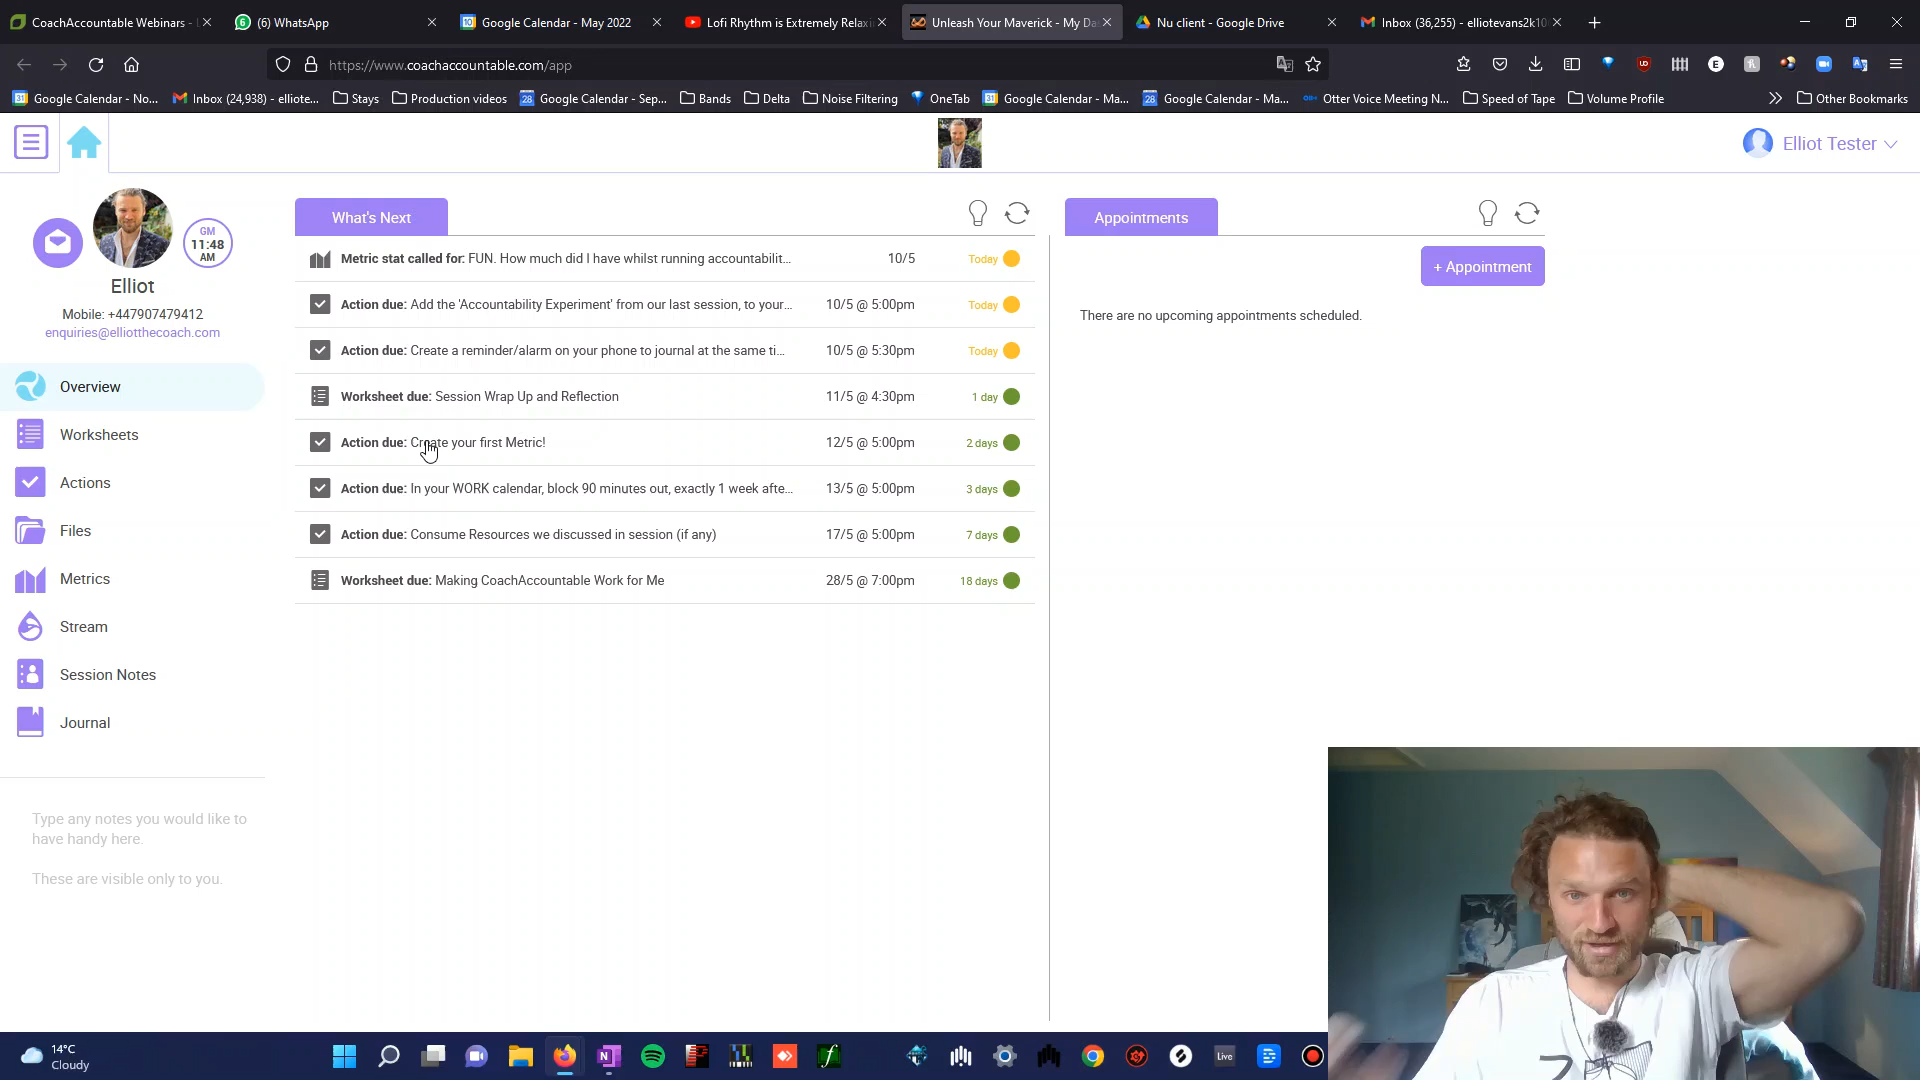 CoachAccountable Webinars -
(6) WhatsApp
Google Calendar - May 2022
Lofi Rhythm is Extremely Relaxi
Unleash Your Maverick - My Da
Nu client - Google Drive
Inbox (36,255) - elliotevans2k10
https://www.coachaccountable.com/app
Google Calendar - No...
Inbox (24,938) - elliote...
Stays
Production videos
Google Calendar - Sep...
Bands
Delta
Noise Filtering
OneTab
Google Calendar - Ma...
Google Calendar - Ma...
Otter Voice Meeting N...
Speed of Tape
Volume Profile
Other Bookmarks
Elliot Tester
GM
11:48
AM
Elliot
Mobile: +447907479412
enquiries@elliotthecoach.com
Overview
Worksheets
Actions
Files
Metrics
Stream
Session Notes
Journal
Type any notes you would like to
have handy here.
These are visible only to you.
What's Next
Metric stat called for: FUN. How much did I have whilst running accountabilit... 10/5 Today
Action due: Add the 'Accountability Experiment' from our last session, to your... 10/5 @ 5:00pm Today
Action due: Create a reminder/alarm on your phone to journal at the same ti... 10/5 @ 5:30pm Today
Worksheet due: Session Wrap Up and Reflection 11/5 @ 4:30pm 1 day
Action due: Create your first Metric! 12/5 @ 5:00pm 2 days
Action due: In your WORK calendar, block 90 minutes out, exactly 1 week afte... 13/5 @ 5:00pm 3 days
Action due: Consume Resources we discussed in session (if any) 17/5 @ 5:00pm 7 days
Worksheet due: Making CoachAccountable Work for Me 28/5 @ 7:00pm 18 days
Appointments
+ Appointment
There are no upcoming appointments scheduled.
14°C
Cloudy
Live